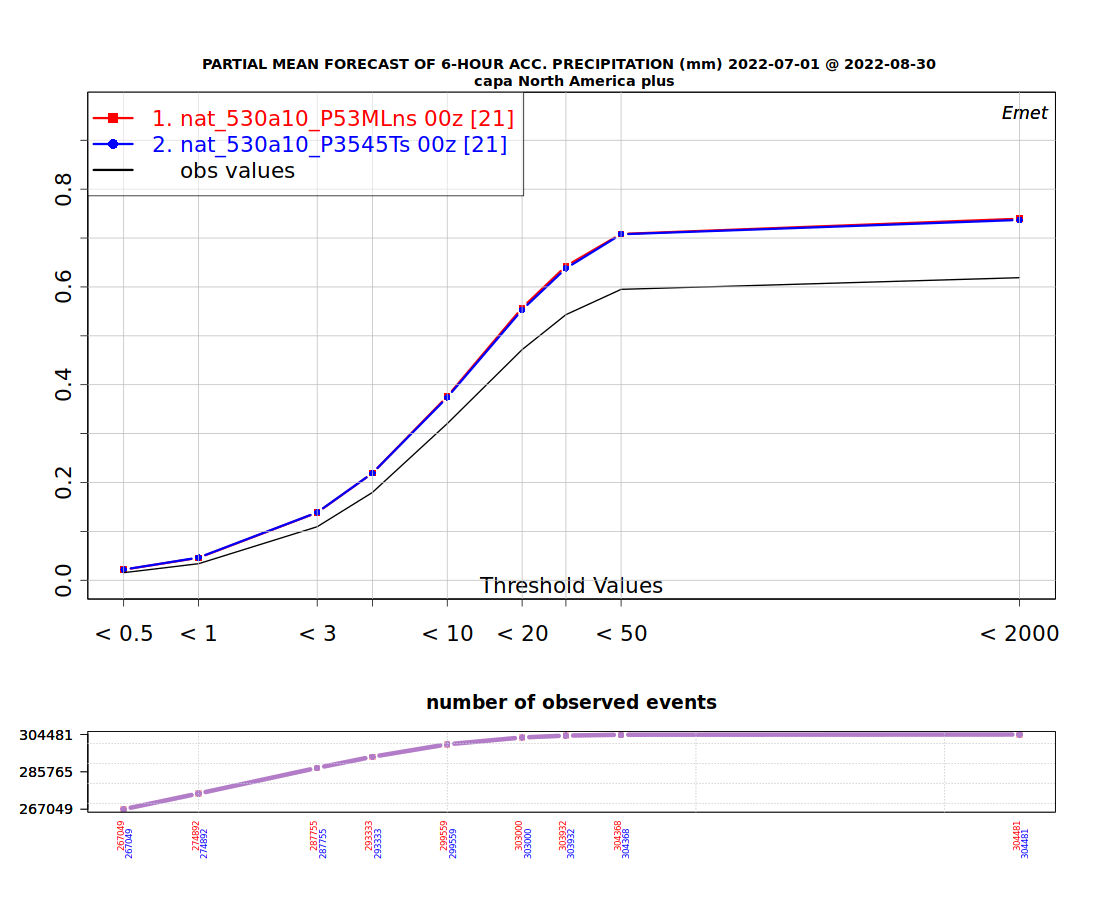 PARTIAL MEAN FORECAST OF 6-HOUR ACC. PRECIPITATION (mm) 2022-07-01 @ 2022-08-30
capa North America plus
Emet
1. nat_530a10_P53MLns 00z [21]
2. nat_530a10_P3545Ts 00z [21]
obs values
0.8
0.6
0.4
0.2
0.0
Threshold Values
< 0.5 < 1 < 3 < 10 < 20 < 50 < 2000
number of observed events
304481
285765
267049
267049 274892 287755 293333 299559 303000 303932 304368 304481
267049 274892 287755 293333 299559 303000 303932 304368 304481